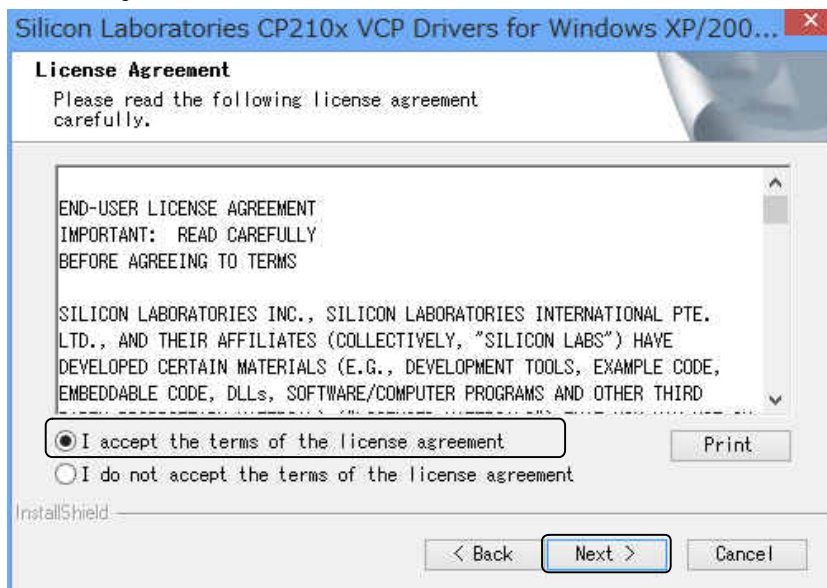 Silicon Laboratories CP210x VCP Drivers for Windows XP/200...
License Agreement
Please read the following license agreement
carefully.
END-USER LICENSE AGREEMENT
IMPORTANT: READ CAREFULLY
BEFORE AGREEING TO TERMS
SILICON LABORATORIES INC., SILICON LABORATORIES INTERNATIONAL PTE.
LTD., AND THEIR AFFILIATES (COLLECTIVELY, "SILICON LABS") HAVE
DEVELOPED CERTAIN MATERIALS (E.G., DEVELOPMENT TOOLS, EXAMPLE CODE,
EMBEDDABLE CODE, DLLs, SOFTWARE/COMPUTER PROGRAMS AND OTHER THIRD
I accept the terms of the license agreement
Print
I do not accept the terms of the license agreement
InstallShield
< Back
Next >
Cancel